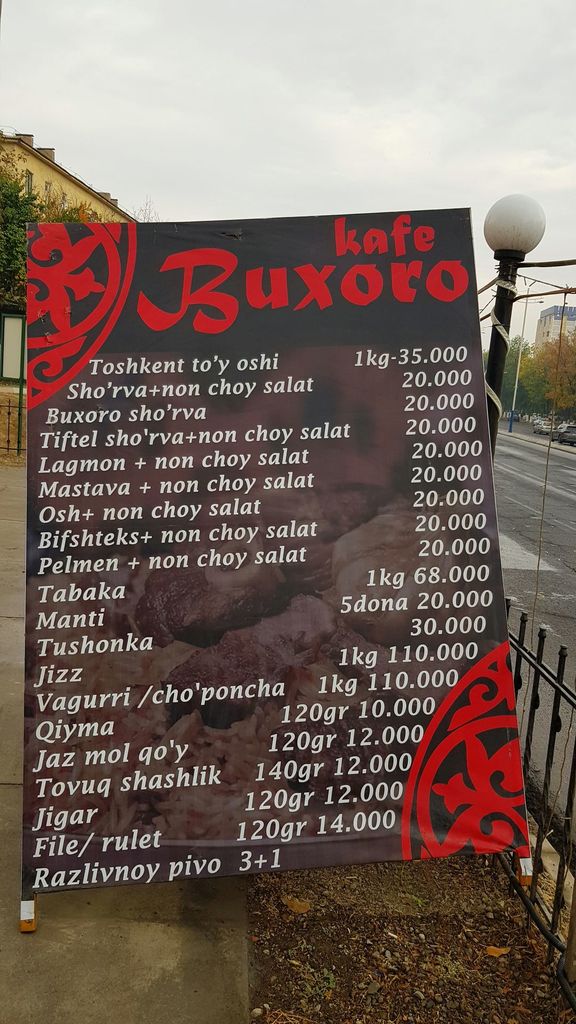 kafe
Buxoro
Toshkent to'y oshi 1kg-35.000
Sho'rva+non choy salat 20.000
Buxoro sho'rva 20.000
Tiftel sho'rva+non choy salat 20.000
Lagmon + non choy salat 20.000
Mastava + non choy salat 20.000
Osh+ non choy salat 20.000
Bifshteks+ non choy salat 20.000
Pelmen + non choy salat 20.000
Tabaka 1kg 68.000
Manti 5dona 20.000
Tushonka 30.000
Jizz 1kg 110.000
Vagurri /cho'poncha 1kg 110.000
Qiyma 120gr 10.000
Jaz mol qo'y 120gr 12.000
Tovuq shashlik 140gr 12.000
Jigar 120gr 12.000
File/ rulet 120gr 14.000
Razlivnoy pivo 3+1